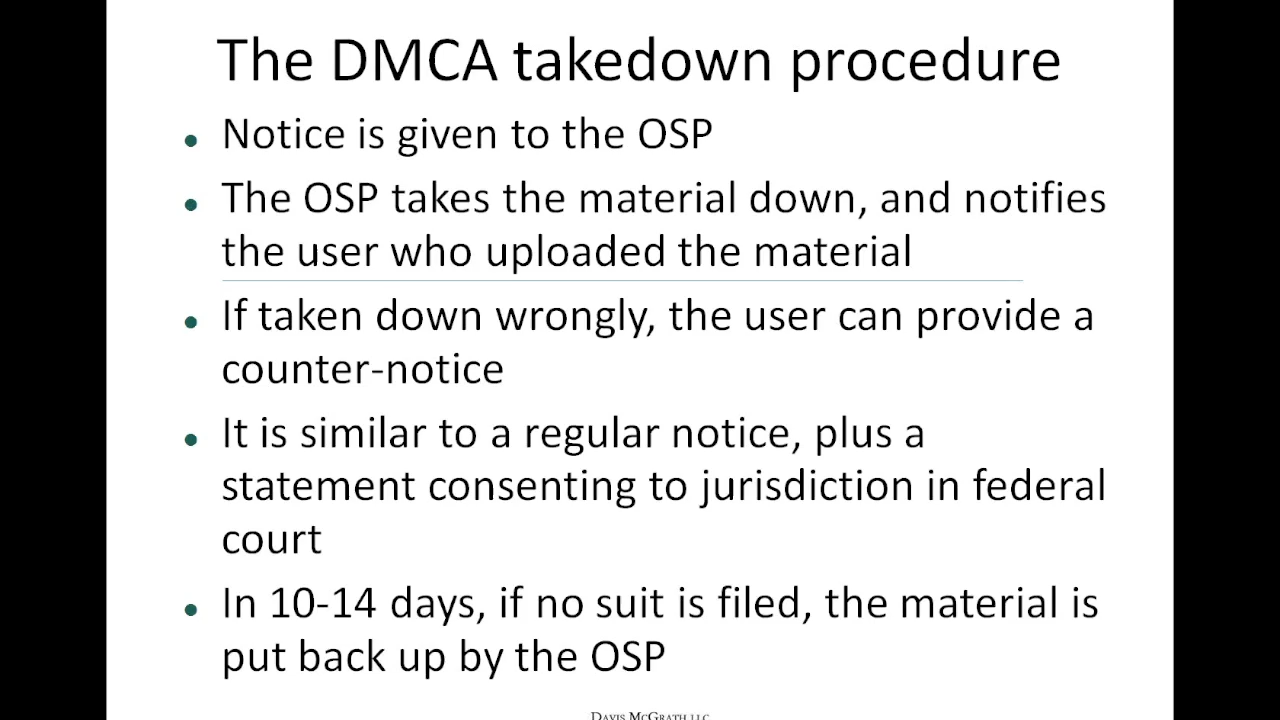 The DMCA takedown procedure
• Notice is given to the OSP
• The OSP takes the material down, and notifies
the user who uploaded the material
• If taken down wrongly, the user can provide a
counter-notice
• It is similar to a regular notice, plus a
statement consenting to jurisdiction in federal
court
• In 10-14 days, if no suit is filed, the material is
put back up by the OSP
DAVIS MCGRATH LLC